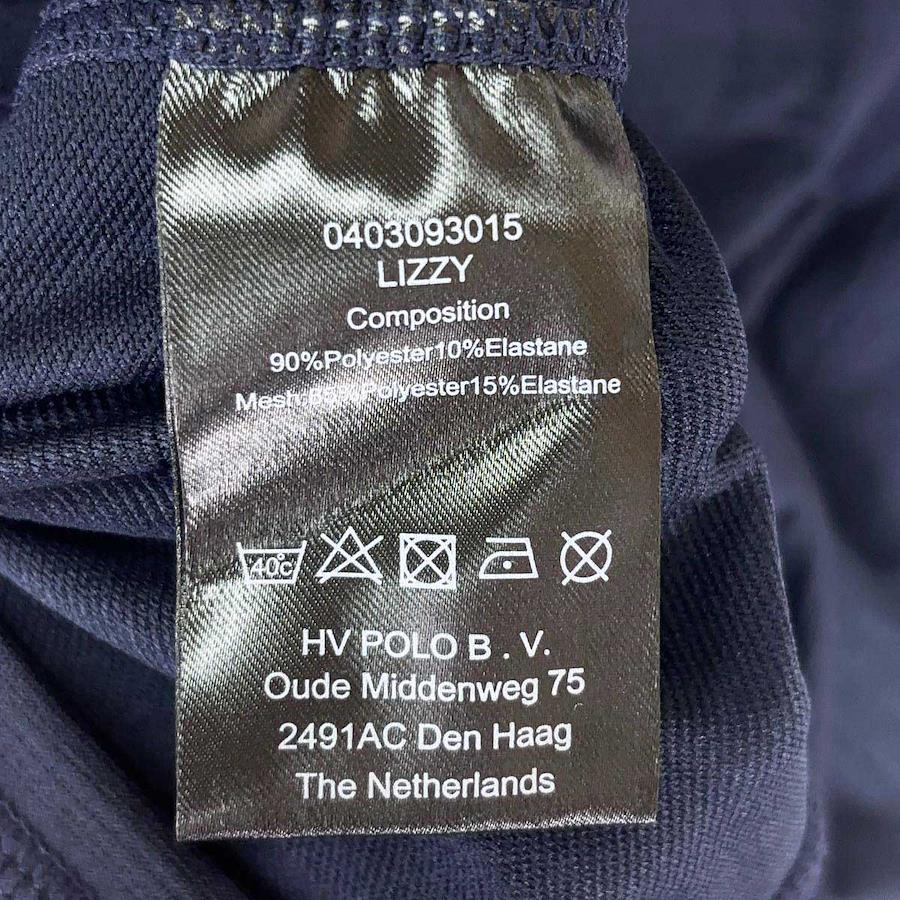 0403093015
LIZZY
Composition
90%Polyester10%Elastane
Mesh:85%Polyester15%Elastane
40c
HV POLO B . V.
Oude Middenweg 75
2491AC Den Haag
The Netherlands